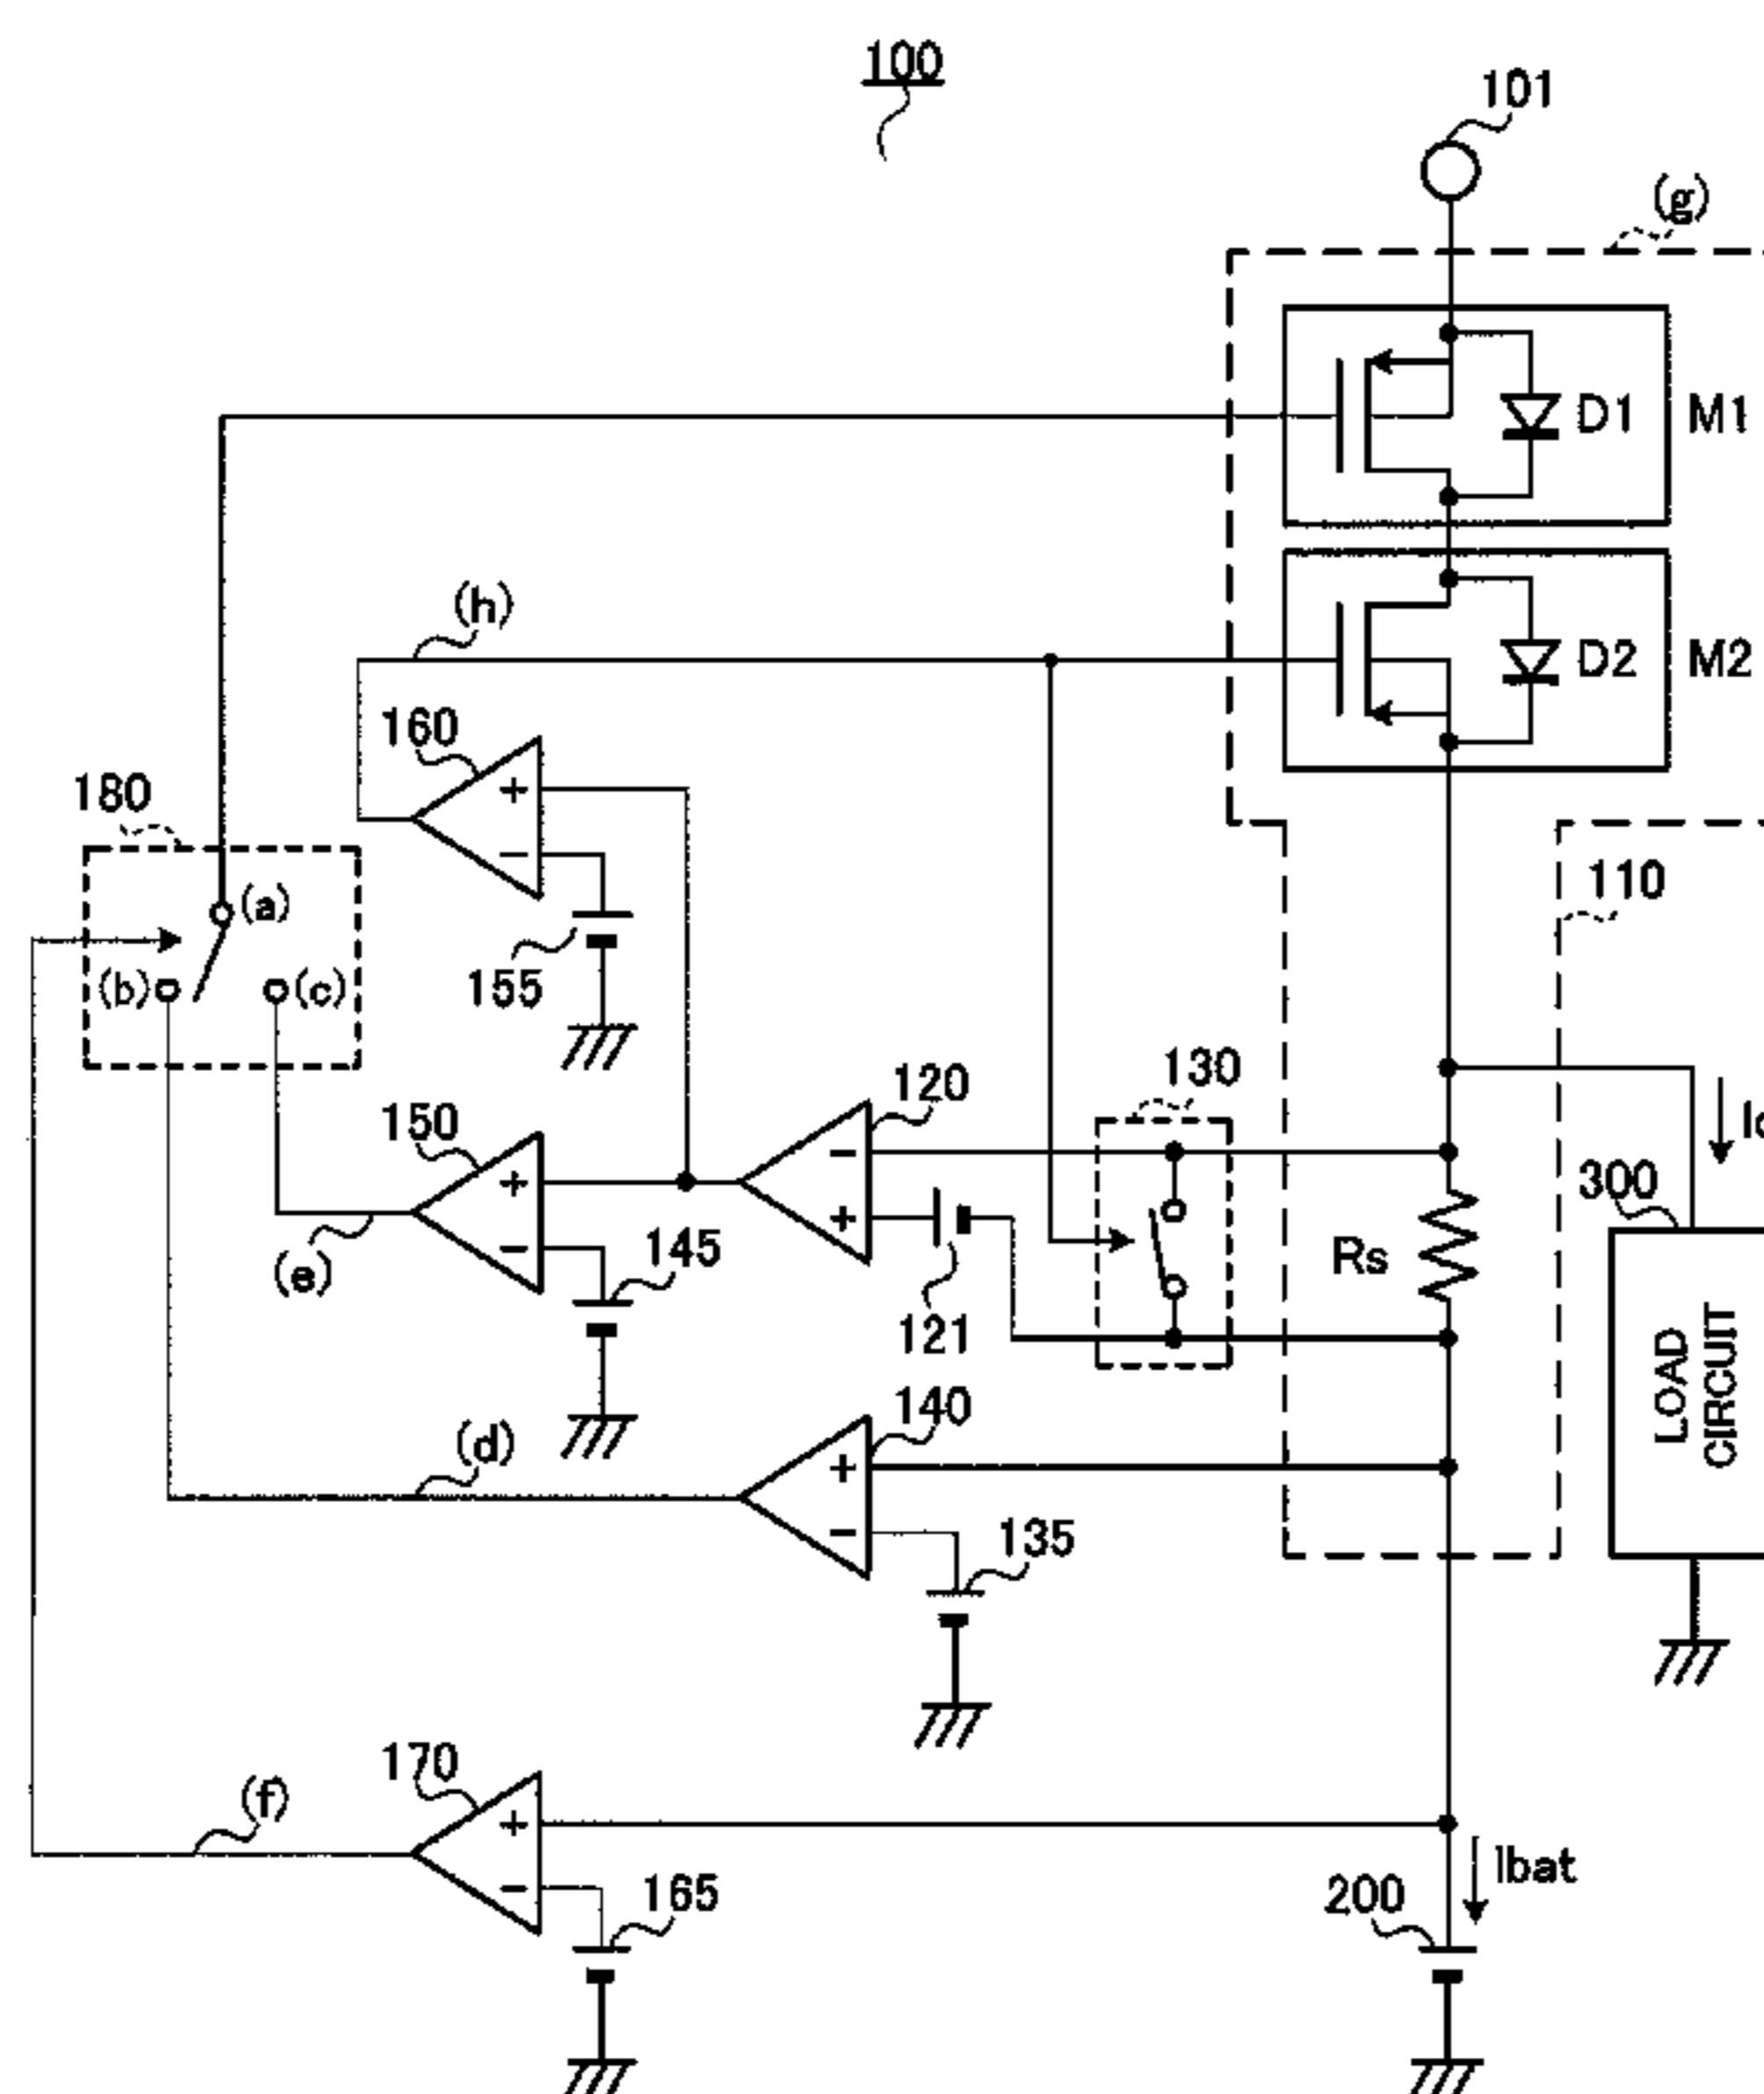 100
101
(g)
D1
M1
(h)
D2
M2
160
+
−
180
(a)
(b)
(c)
155
110
120
130
−
+
150
+
−
145
(e)
121
300
Rs
LOAD
CIRCUIT
140
+
−
(d)
135
170
+
−
(f)
165
Ibat
200